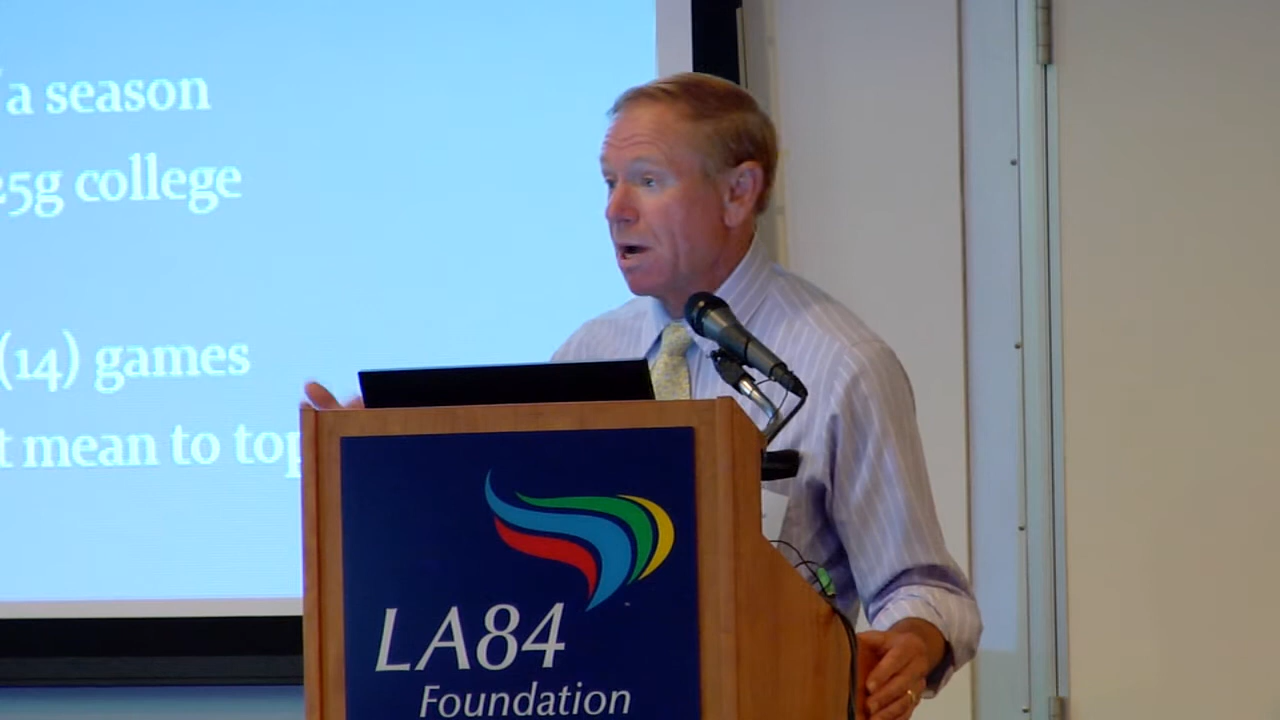 a season
25g college
(14) games
mean to top
LA84
Foundation